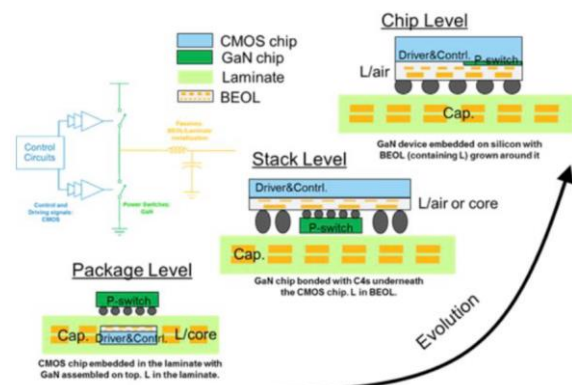 Chip Level
CMOS chip
GaN chip
Laminate
BEOL
Driver&Contrl.
P-switch
L/air
Cap.
GaN device embedded on silicon with
BEOL (containing L) grown around it
Control
Circuits
Passives:
BEOL/Laminate
metallization
Control and
Driving signals:
CMOS
Power Switches:
GaN
Stack Level
Driver&Contrl.
L/air or core
P-switch
Cap.
GaN chip bonded with C4s underneath
the CMOS chip. L in BEOL.
Package Level
P-switch
Cap.
Driver&Contrl.
L/core
CMOS chip embedded in the laminate with
GaN assembled on top. L in the laminate.
Evolution